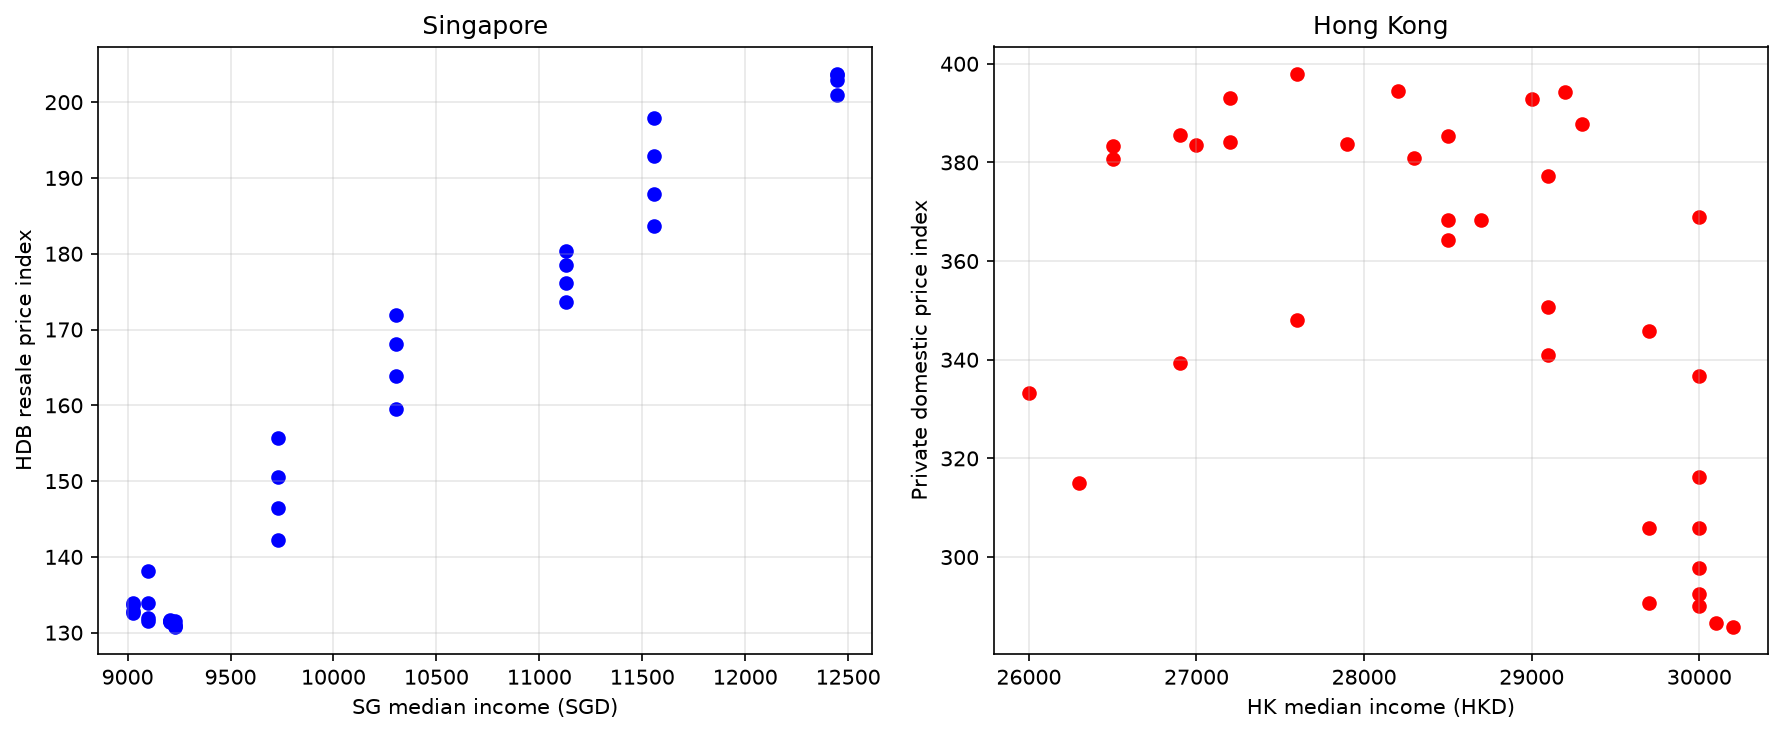 Singapore
200
190
180
170
160
150
140
130
HDB resale price index
9000 9500 10000 10500 11000 11500 12000 12500
SG median income (SGD)
Hong Kong
400
380
360
340
320
300
Private domestic price index
26000 27000 28000 29000 30000
HK median income (HKD)